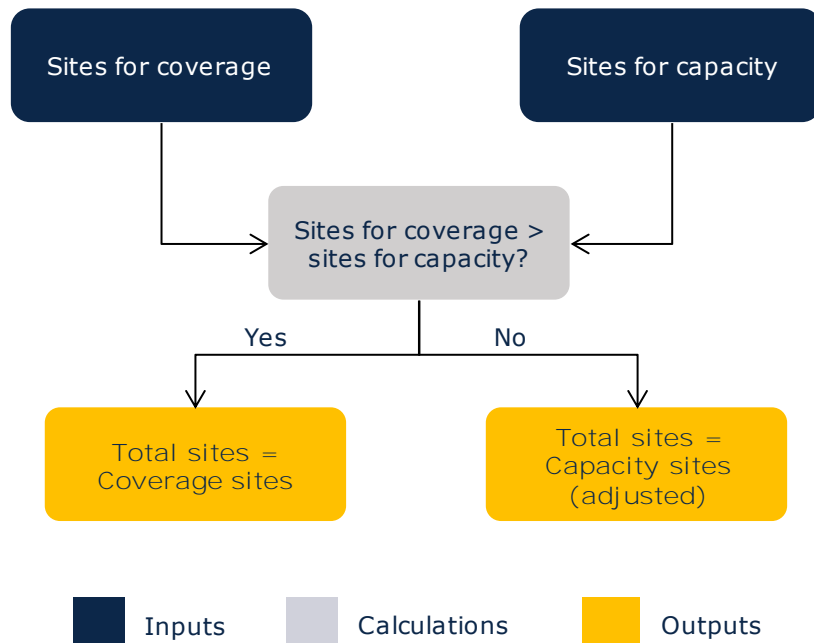 Sites for coverage
Sites for capacity
Sites for coverage >
sites for capacity?
Yes
No
Total sites =
Coverage sites
Total sites =
Capacity sites
(adjusted)
Inputs
Calculations
Outputs